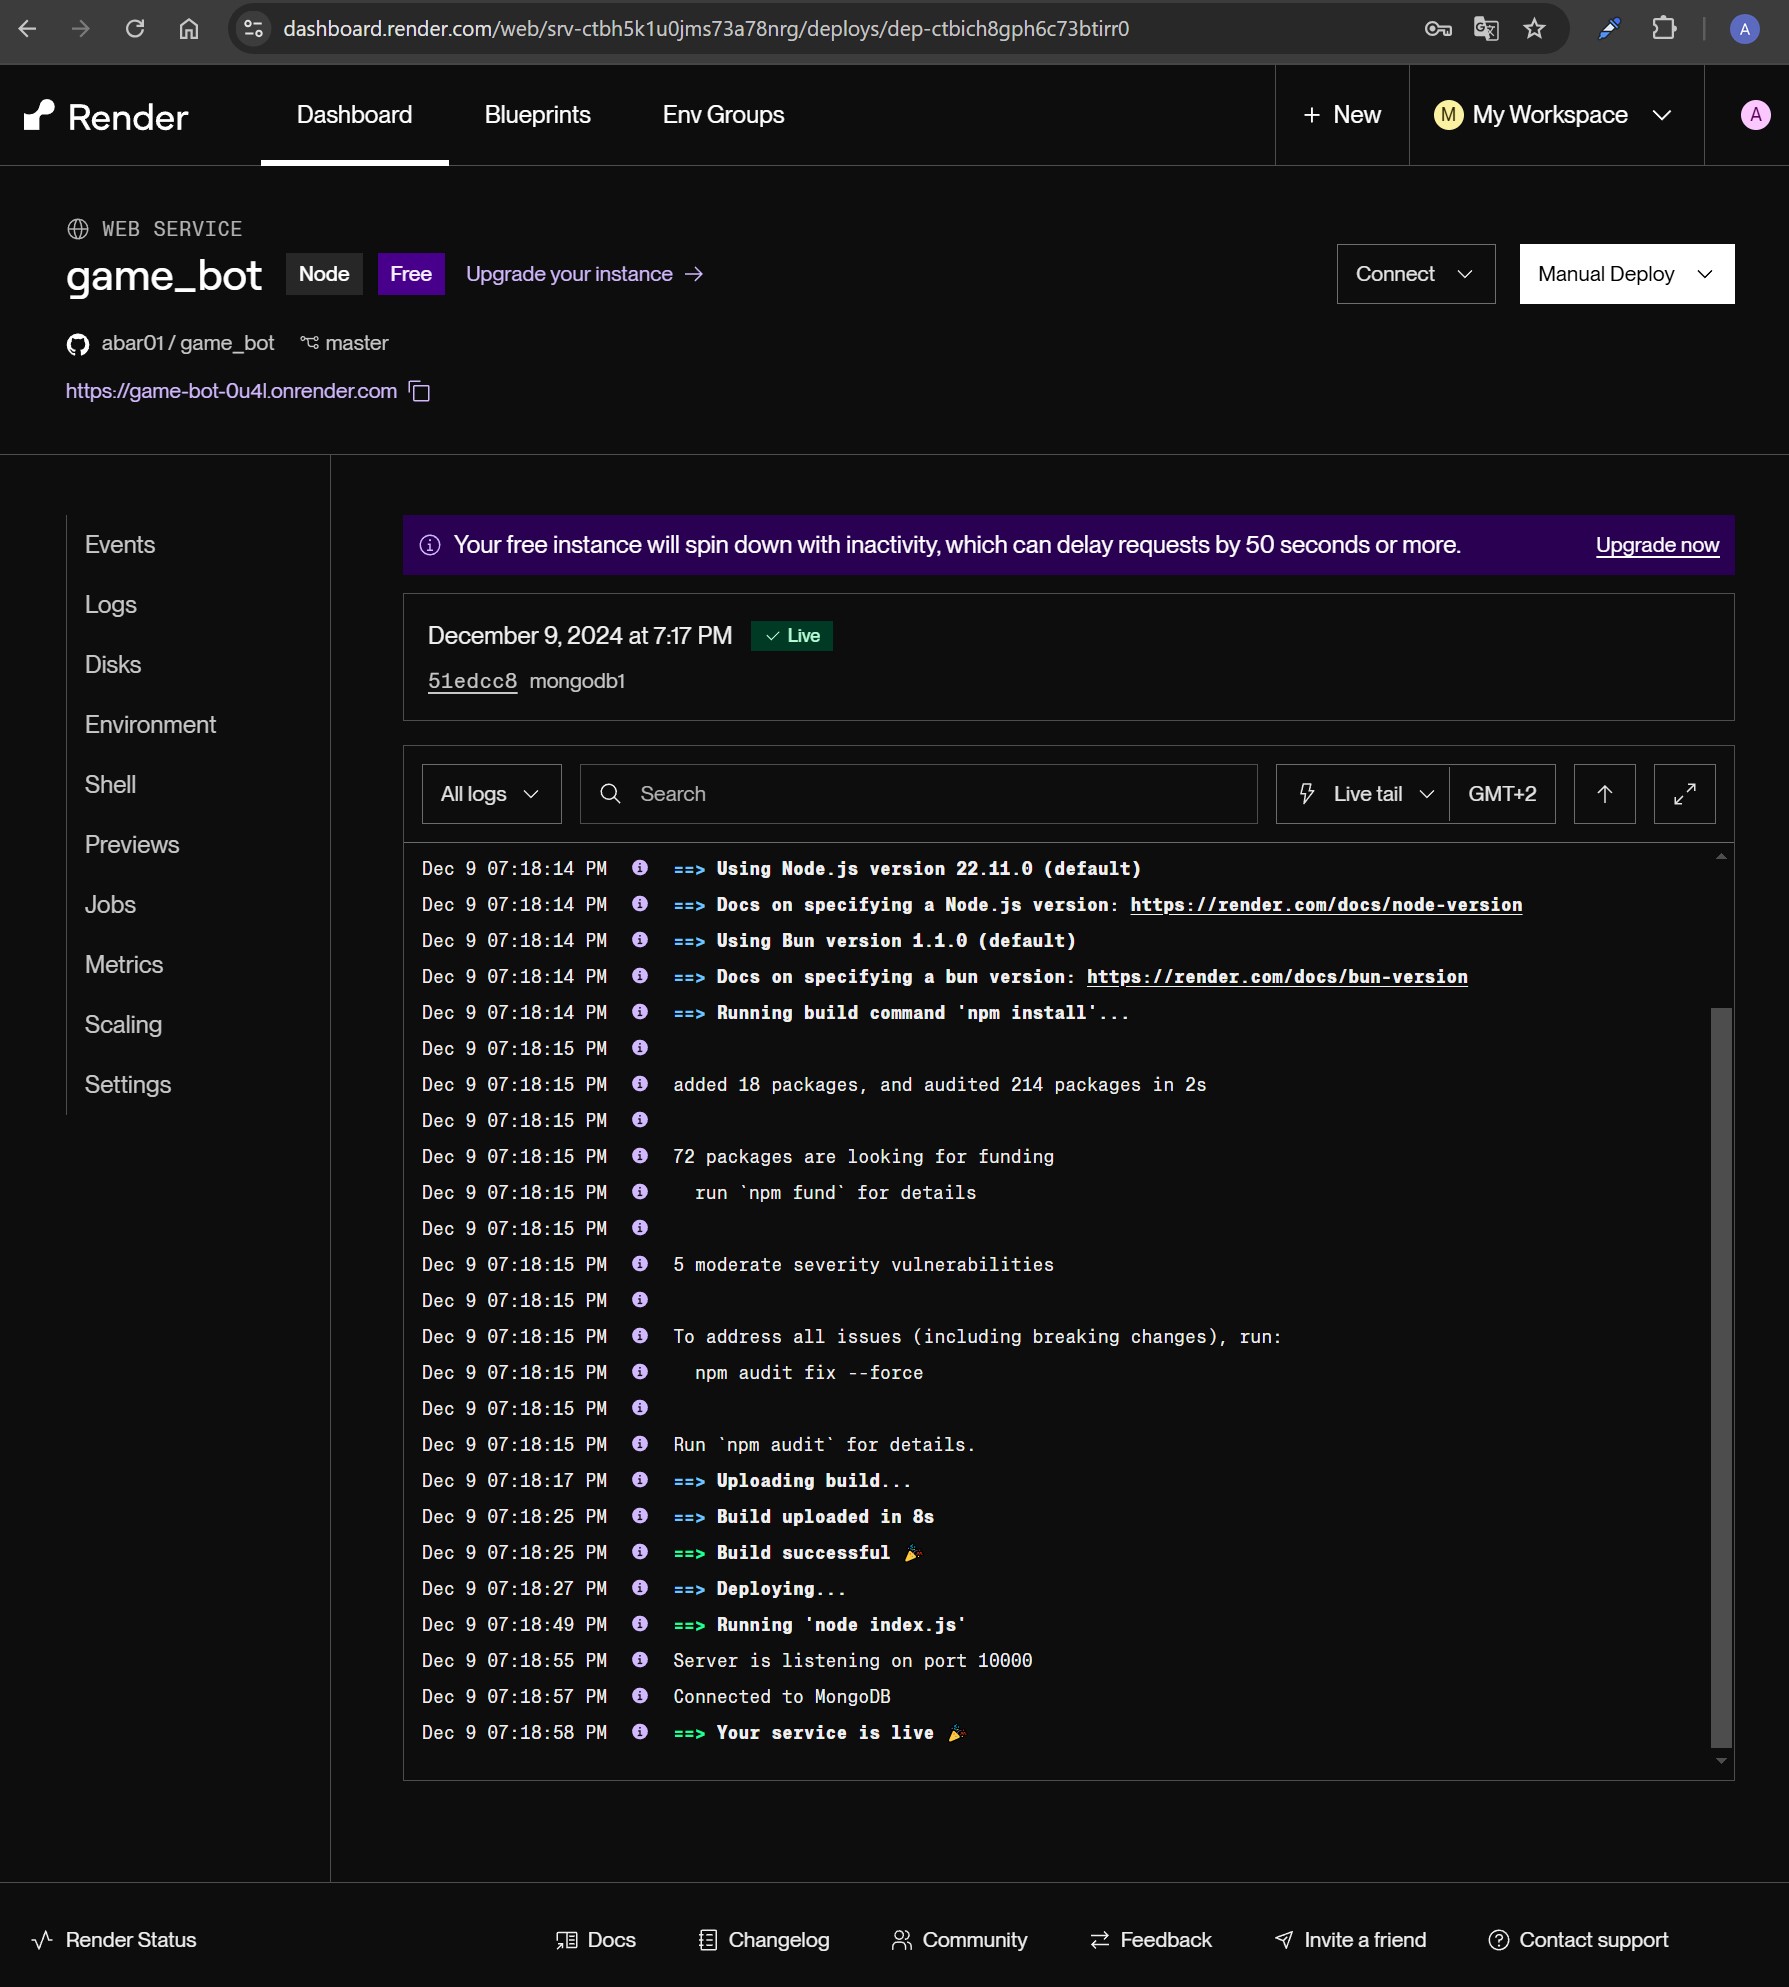 dashboard.render.com/web/srv-ctbh5k1u0jms73a78nrg/deploys/dep-ctbich8gph6c73btirr0
A
Render Dashboard Blueprints Env Groups + New M My Workspace A
WEB SERVICE
game_bot Node Free Upgrade your instance → Connect Manual Deploy
abar01 / game_bot master
https://game-bot-0u4l.onrender.com
Events
Logs
Disks
Environment
Shell
Previews
Jobs
Metrics
Scaling
Settings
Your free instance will spin down with inactivity, which can delay requests by 50 seconds or more. Upgrade now
December 9, 2024 at 7:17 PM ✓ Live
51edcc8 mongodb1
All logs Search Live tail GMT+2
Dec 9 07:18:14 PM ==> Using Node.js version 22.11.0 (default)
Dec 9 07:18:14 PM ==> Docs on specifying a Node.js version: https://render.com/docs/node-version
Dec 9 07:18:14 PM ==> Using Bun version 1.1.0 (default)
Dec 9 07:18:14 PM ==> Docs on specifying a bun version: https://render.com/docs/bun-version
Dec 9 07:18:14 PM ==> Running build command 'npm install'...
Dec 9 07:18:15 PM
Dec 9 07:18:15 PM added 18 packages, and audited 214 packages in 2s
Dec 9 07:18:15 PM
Dec 9 07:18:15 PM 72 packages are looking for funding
Dec 9 07:18:15 PM run `npm fund` for details
Dec 9 07:18:15 PM
Dec 9 07:18:15 PM 5 moderate severity vulnerabilities
Dec 9 07:18:15 PM
Dec 9 07:18:15 PM To address all issues (including breaking changes), run:
Dec 9 07:18:15 PM npm audit fix --force
Dec 9 07:18:15 PM
Dec 9 07:18:15 PM Run `npm audit` for details.
Dec 9 07:18:17 PM ==> Uploading build...
Dec 9 07:18:25 PM ==> Build uploaded in 8s
Dec 9 07:18:25 PM ==> Build successful 🎉
Dec 9 07:18:27 PM ==> Deploying...
Dec 9 07:18:49 PM ==> Running 'node index.js'
Dec 9 07:18:55 PM Server is listening on port 10000
Dec 9 07:18:57 PM Connected to MongoDB
Dec 9 07:18:58 PM ==> Your service is live 🎉
Render Status Docs Changelog Community Feedback Invite a friend Contact support